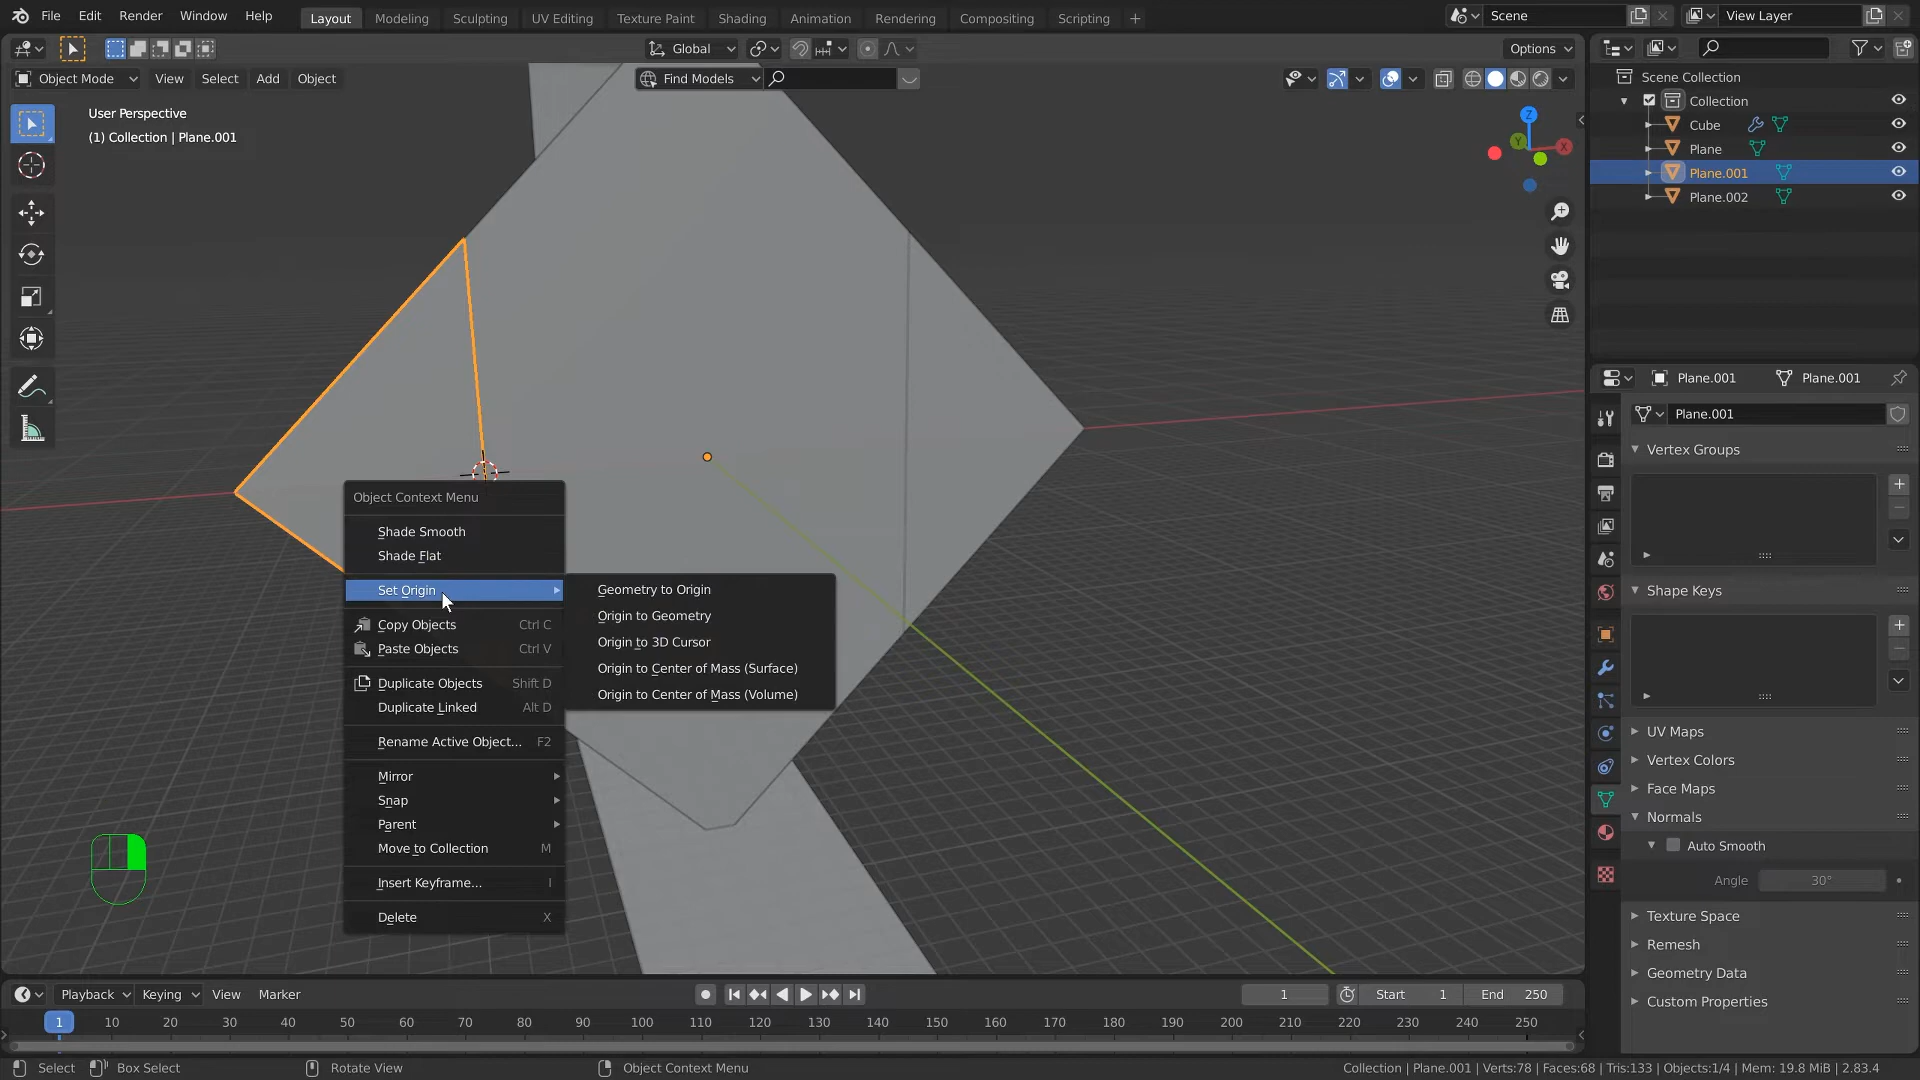 File Edit Render Window Help Layout Modeling Sculpting UV Editing Texture Paint Shading Animation Rendering Compositing Scripting + Scene View Layer
Global Options
Object Mode View Select Add Object Find Models
User Perspective
(1) Collection | Plane.001
Z
Y
X
Scene Collection
Collection
Cube
Plane
Plane.001
Plane.002
Plane.001 Plane.001
Plane.001
Vertex Groups
Shape Keys
UV Maps
Vertex Colors
Face Maps
Normals
Auto Smooth
Angle 30°
Texture Space
Remesh
Geometry Data
Custom Properties
Object Context Menu
Shade Smooth
Shade Flat
Set Origin
Copy Objects Ctrl C
Paste Objects Ctrl V
Duplicate Objects Shift D
Duplicate Linked Alt D
Rename Active Object... F2
Mirror
Snap
Parent
Move to Collection M
Insert Keyframe... I
Delete X
Geometry to Origin
Origin to Geometry
Origin to 3D Cursor
Origin to Center of Mass (Surface)
Origin to Center of Mass (Volume)
Playback Keying View Marker 1 Start 1 End 250
1 10 20 30 40 50 60 70 80 90 100 110 120 130 140 150 160 170 180 190 200 210 220 230 240 250
Select Box Select Rotate View Object Context Menu Collection | Plane.001 | Verts:78 | Faces:68 | Tris:133 | Objects:1/4 | Mem: 19.8 MiB | 2.83.4